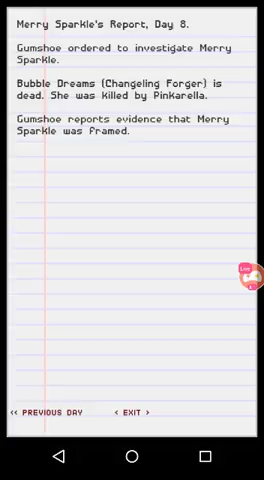 Merry Sparkle's Report, Day 8.
Gumshoe ordered to investigate Merry
Sparkle.
Bubble Dreams (Changeling Forger) is
dead. She was killed by Pinkarella.
Gumshoe reports evidence that Merry
Sparkle was framed.
Live
<< PREVIOUS DAY < EXIT >